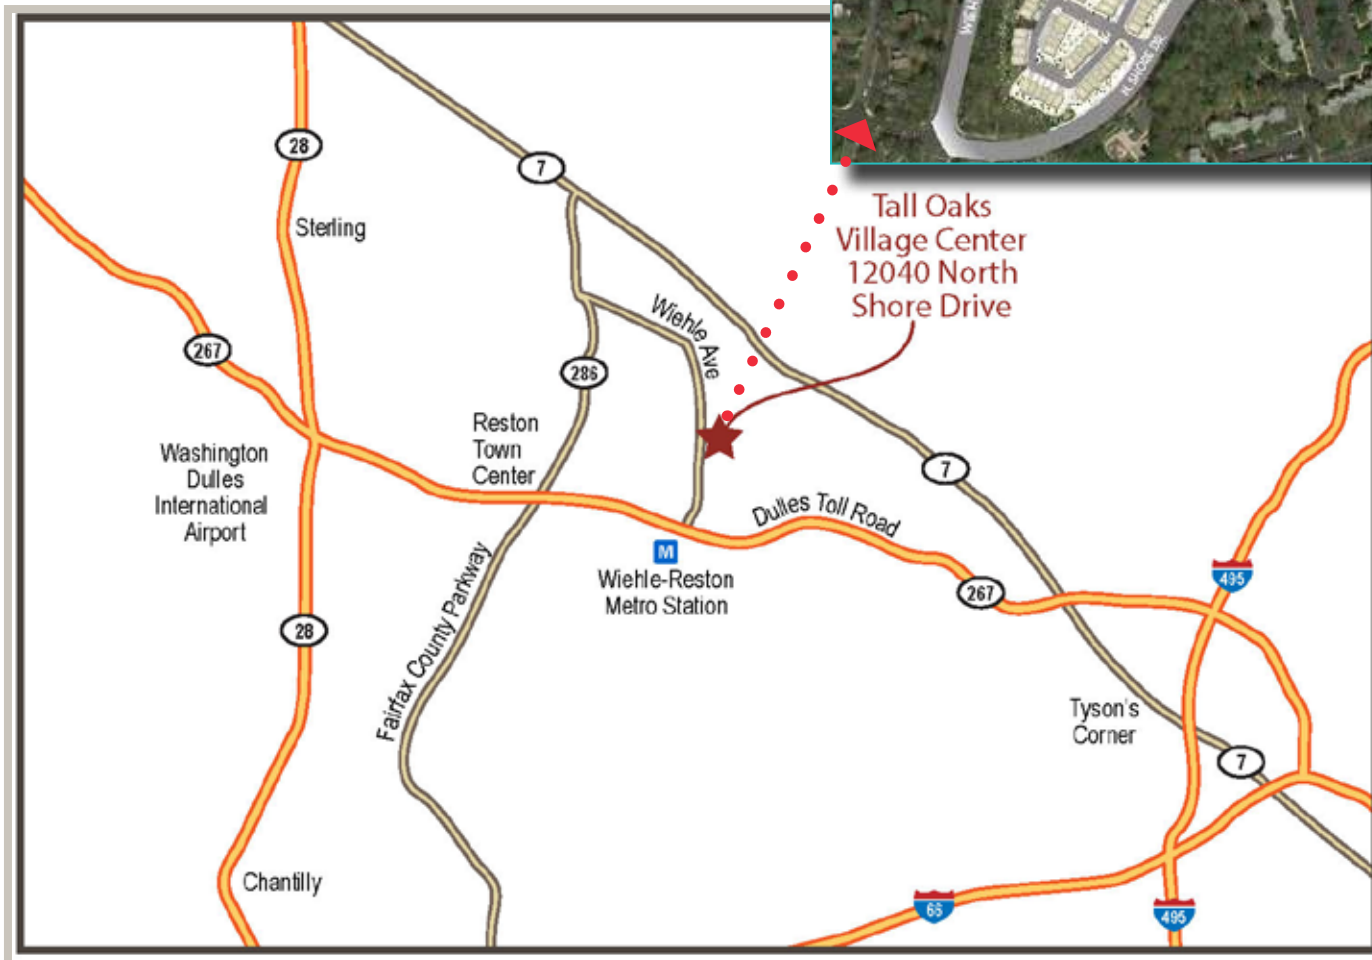 N. SHORE DR.
28
7
Tall Oaks
Village Center
12040 North
Shore Drive
Sterling
Wiehle Ave
267
286
Reston
Town
Center
Washington
Dulles
International
Airport
7
Dulles Toll Road
M
Wiehle-Reston
Metro Station
495
267
28
Fairfax County Parkway
Tyson's
Corner
7
Chantilly
66
495